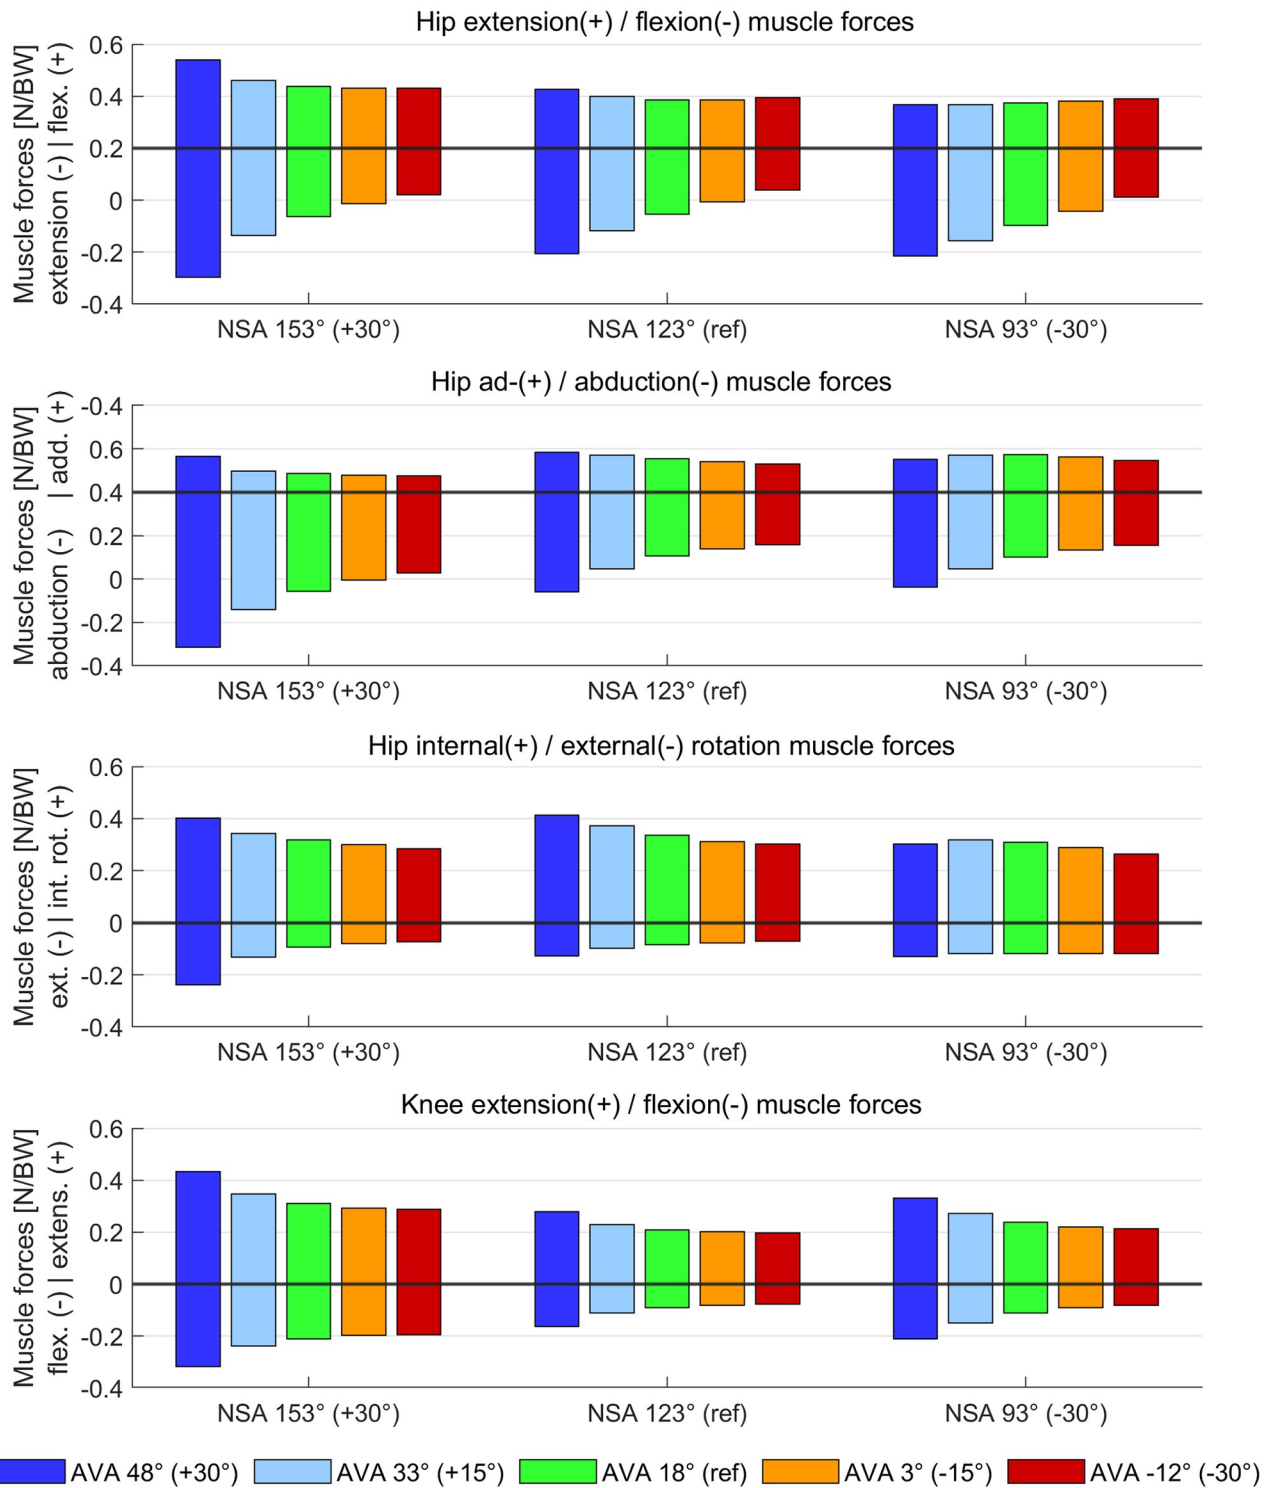 Hip extension(+) / flexion(-) muscle forces
Muscle forces [N/BW]
extension (-) | flex. (+)
0.6
0.4
0.2
0
-0.2
-0.4
NSA 153° (+30°) NSA 123° (ref) NSA 93° (-30°)
Hip ad-(+) / abduction(-) muscle forces
Muscle forces [N/BW]
abduction (-) | add. (+)
-0.4
0.6
0.4
0.2
0
-0.2
-0.4
NSA 153° (+30°) NSA 123° (ref) NSA 93° (-30°)
Hip internal(+) / external(-) rotation muscle forces
Muscle forces [N/BW]
ext. (-) | int. rot. (+)
0.6
0.4
0.2
0
-0.2
-0.4
NSA 153° (+30°) NSA 123° (ref) NSA 93° (-30°)
Knee extension(+) / flexion(-) muscle forces
Muscle forces [N/BW]
flex. (-) | extens. (+)
0.6
0.4
0.2
0
-0.2
-0.4
NSA 153° (+30°) NSA 123° (ref) NSA 93° (-30°)
AVA 48° (+30°) AVA 33° (+15°) AVA 18° (ref) AVA 3° (-15°) AVA -12° (-30°)